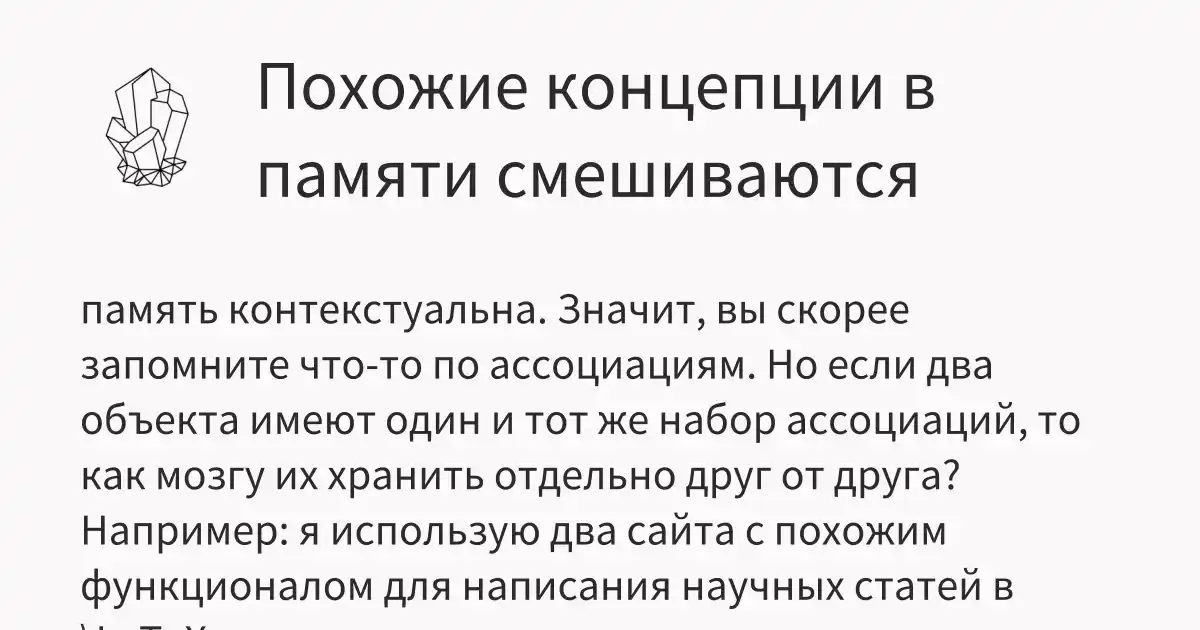 Похожие концепции в
памяти смешиваются
память контекстуальна. Значит, вы скорее
запомните что-то по ассоциациям. Но если два
объекта имеют один и тот же набор ассоциаций, то
как мозгу их хранить отдельно друг от друга?
Например: я использую два сайта с похожим
функционалом для написания научных статей в